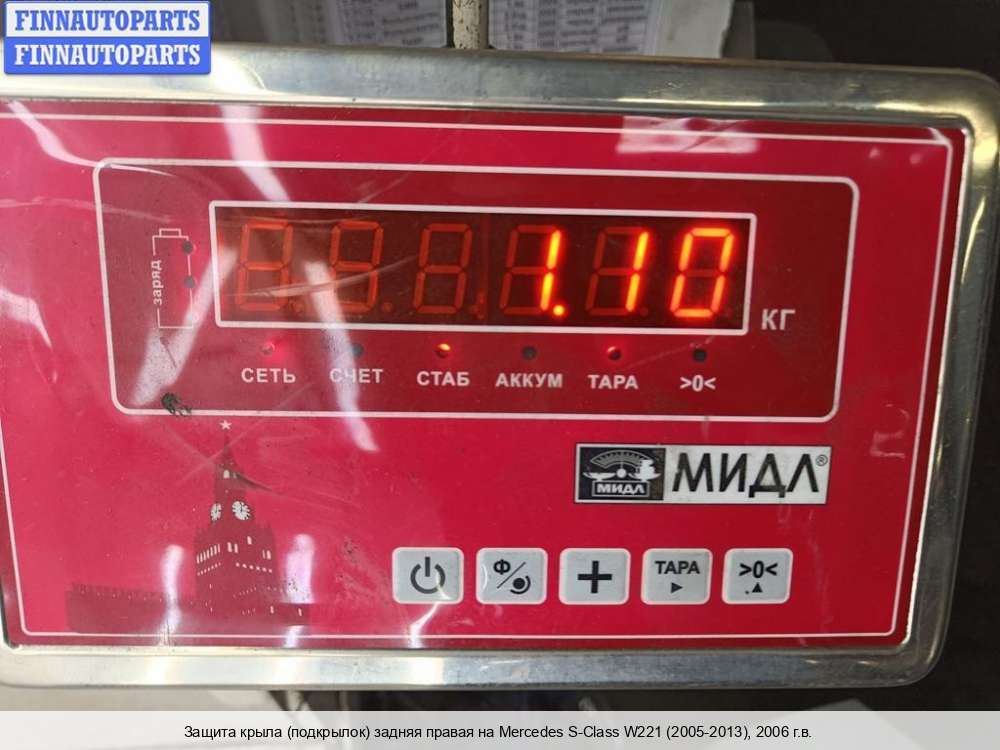 FINNAUTOPARTS
FINNAUTOPARTS
заряд
1.10
КГ
СЕТЬ СЧЕТ СТАБ АККУМ ТАРА >0<
МИДЛ МИДЛ®
Ф ТАРА >0<
Защита крыла (подкрылок) задняя правая на Mercedes S-Class W221 (2005-2013), 2006 г.в.